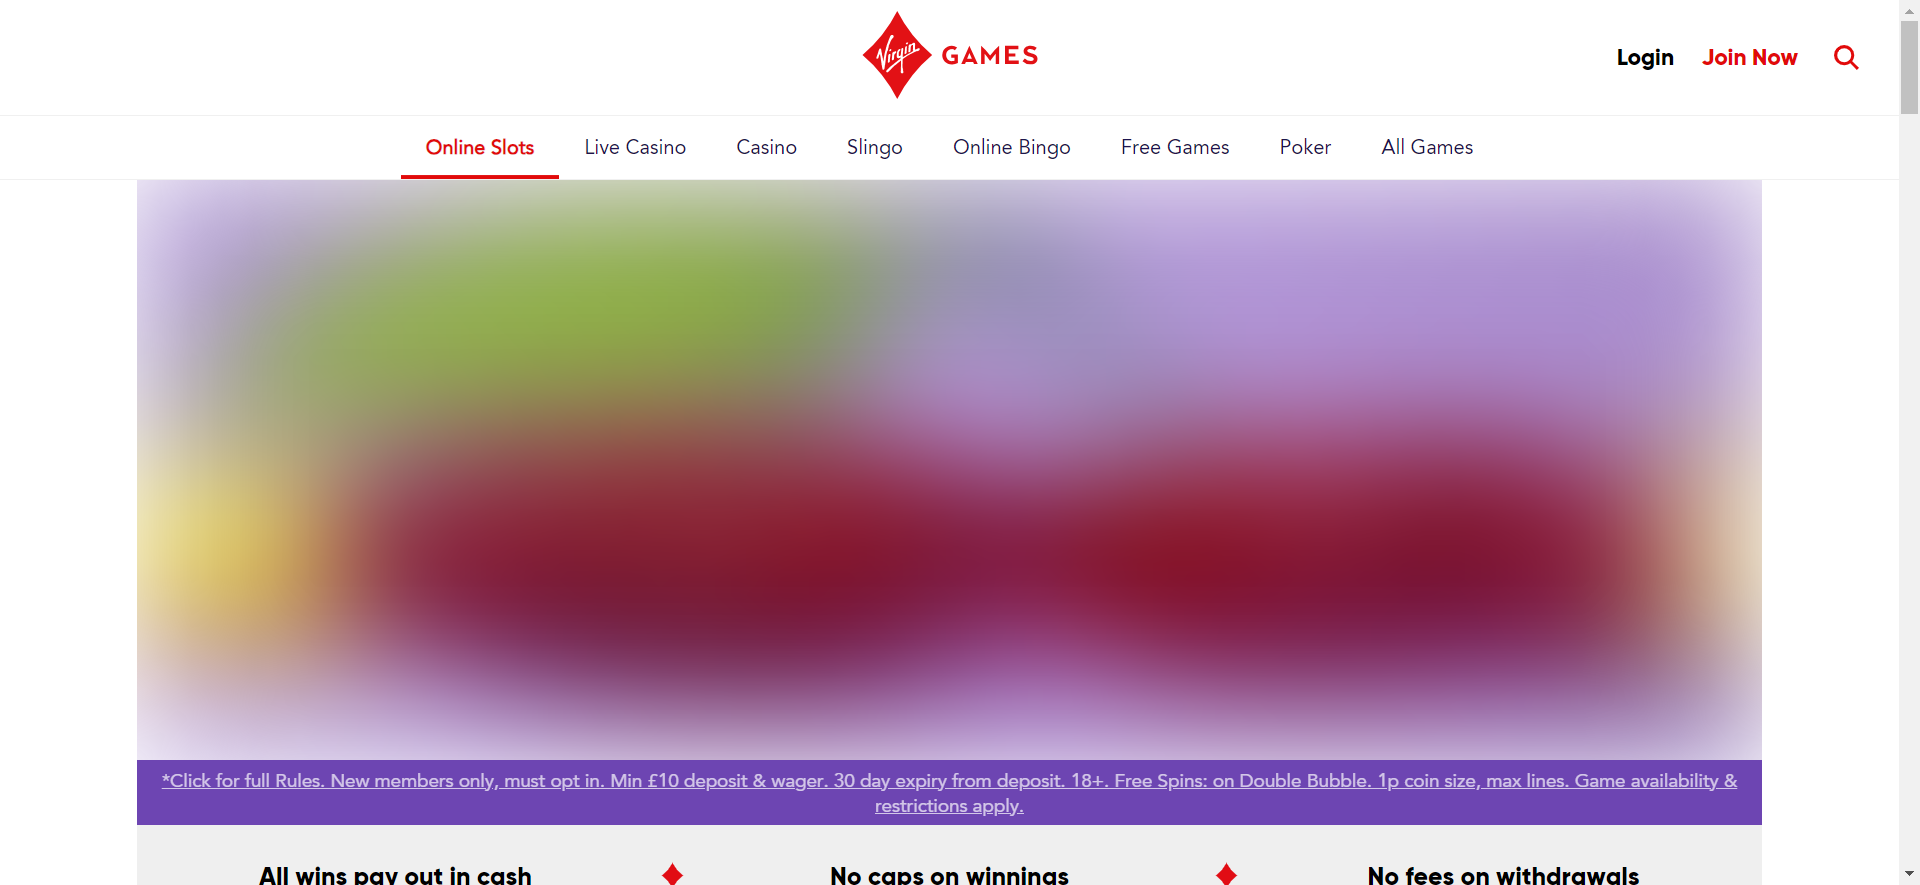 Virgin GAMES
Login Join Now
Online Slots Live Casino Casino Slingo Online Bingo Free Games Poker All Games
*Click for full Rules. New members only, must opt in. Min £10 deposit & wager. 30 day expiry from deposit. 18+. Free Spins: on Double Bubble. 1p coin size, max lines. Game availability &
restrictions apply.
All wins pay out in cash No caps on winnings No fees on withdrawals